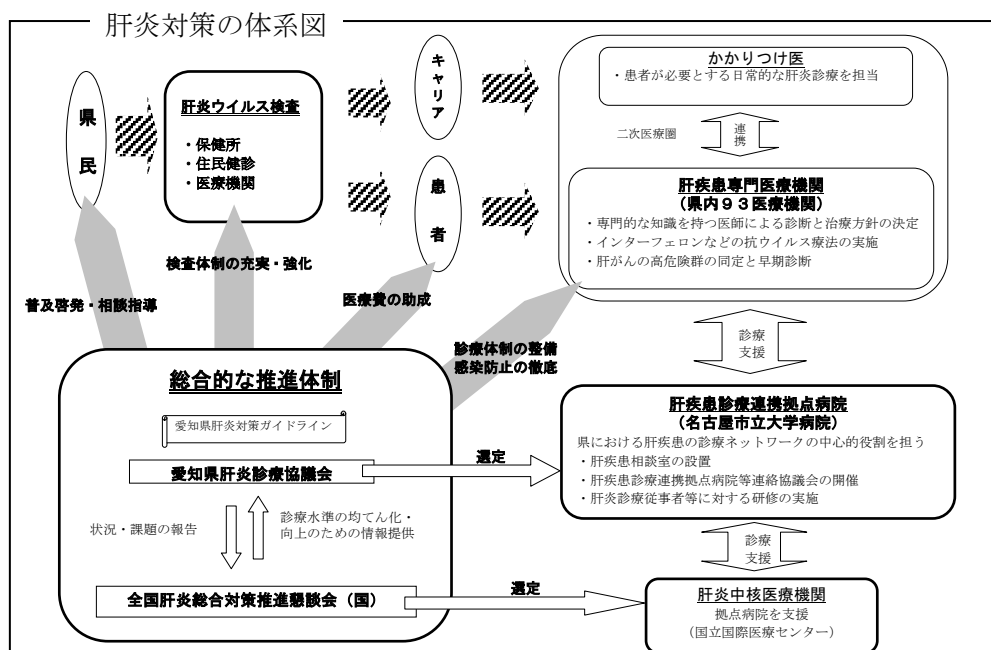 肝炎対策の体系図
県民
肝炎ウイルス検査
・保健所
・住民健診
・医療機関
キャリア
患者
かかりつけ医
・患者が必要とする日常的な肝炎診療を担当
二次医療圏
連携
肝疾患専門医療機関
（県内９３医療機関）
・専門的な知識を持つ医師による診断と治療方針の決定
・インターフェロンなどの抗ウイルス療法の実施
・肝がんの高危険群の同定と早期診断
検査体制の充実・強化
普及啓発・相談指導
医療費の助成
診療体制の整備
感染防止の徹底
診療
支援
総合的な推進体制
愛知県肝炎対策ガイドライン
愛知県肝炎診療協議会
選定
状況・課題の報告
診療水準の均てん化・
向上のための情報提供
全国肝炎総合対策推進懇談会（国）
選定
肝疾患診療連携拠点病院
（名古屋市立大学病院）
県における肝疾患の診療ネットワークの中心的役割を担う
・肝疾患相談室の設置
・肝疾患診療連携拠点病院等連絡協議会の開催
・肝炎診療従事者等に対する研修の実施
診療
支援
肝炎中核医療機関
拠点病院を支援
（国立国際医療センター）